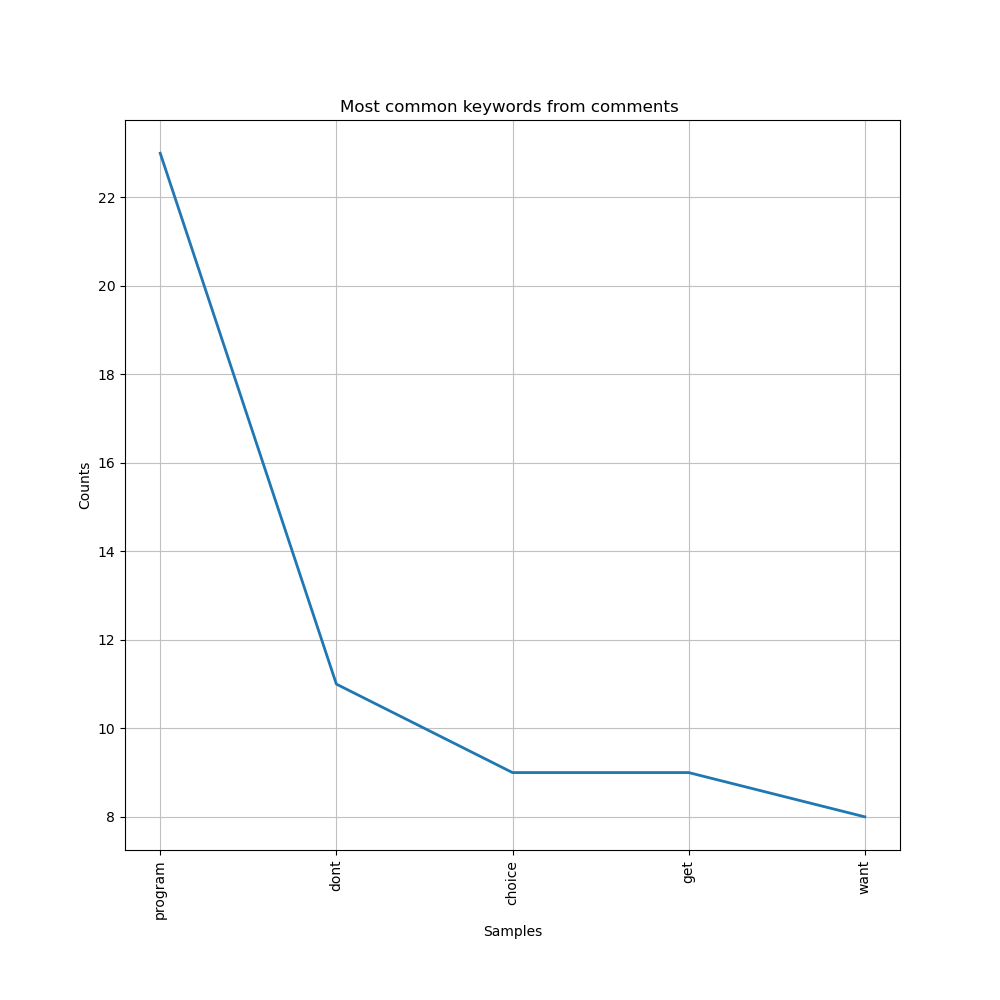 Most common keywords from comments
Counts
22
20
18
16
14
12
10
8
program
dont
choice
get
want
Samples